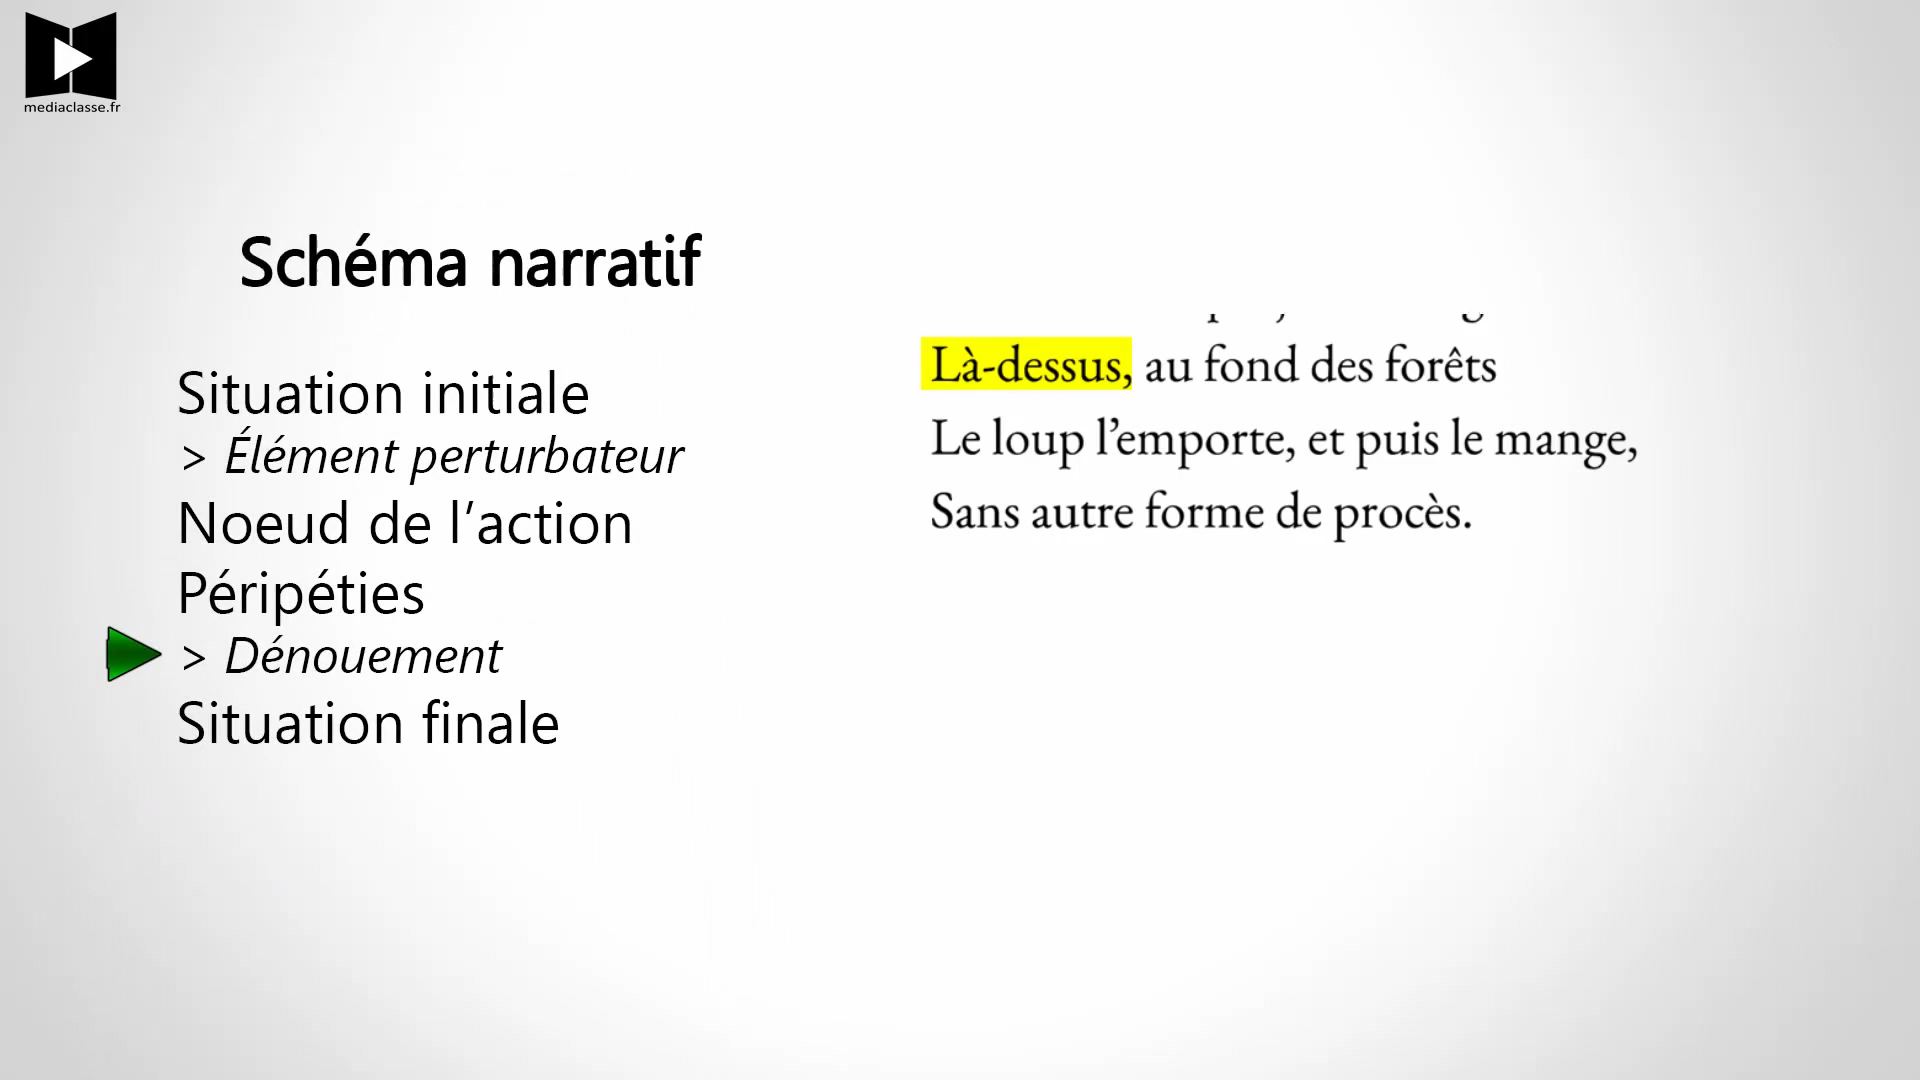 mediaclasse.fr
Schéma narratif
Situation initiale
> Élément perturbateur
Noeud de l’action
Péripéties
> Dénouement
Situation finale
Là-dessus, au fond des forêts
Le loup l’emporte, et puis le mange,
Sans autre forme de procès.